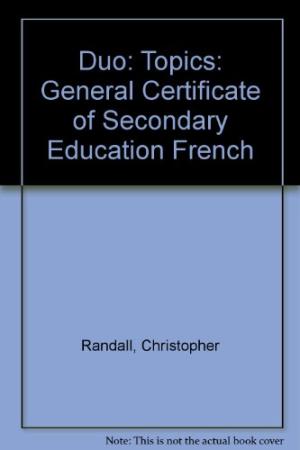 Duo: Topics:
General Certificate
of Secondary
Education French
Randall, Christopher
Note: This is not the actual book cover